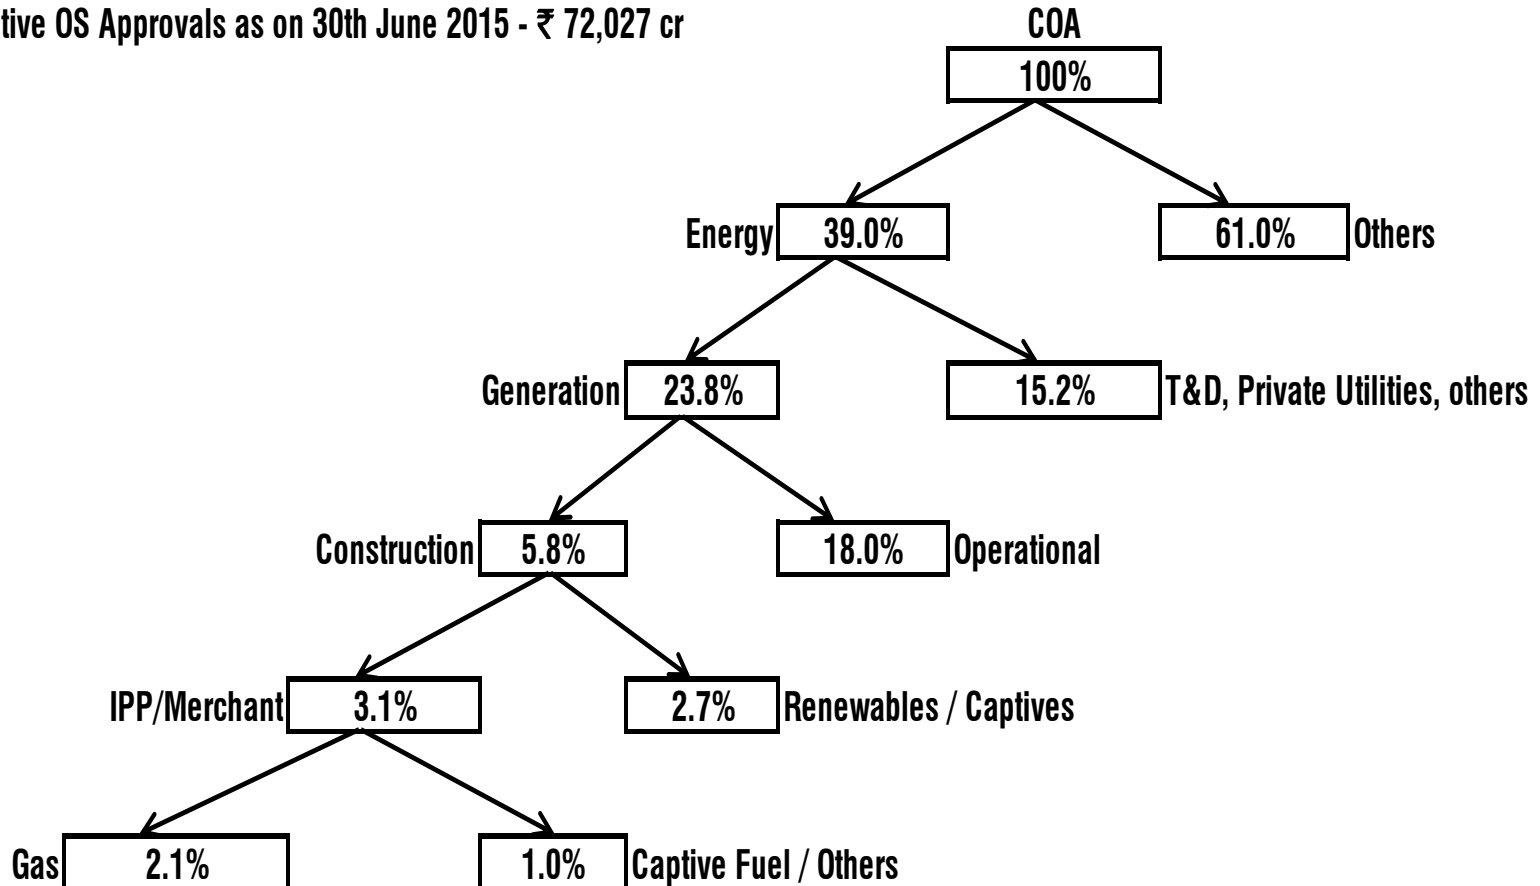 tive OS Approvals as on 30th June 2015 - ₹ 72,027 cr
COA
100%
Energy 39.0%
61.0% Others
Generation 23.8%
15.2% T&D, Private Utilities, others
Construction 5.8%
18.0% Operational
IPP/Merchant 3.1%
2.7% Renewables / Captives
Gas 2.1%
1.0% Captive Fuel / Others